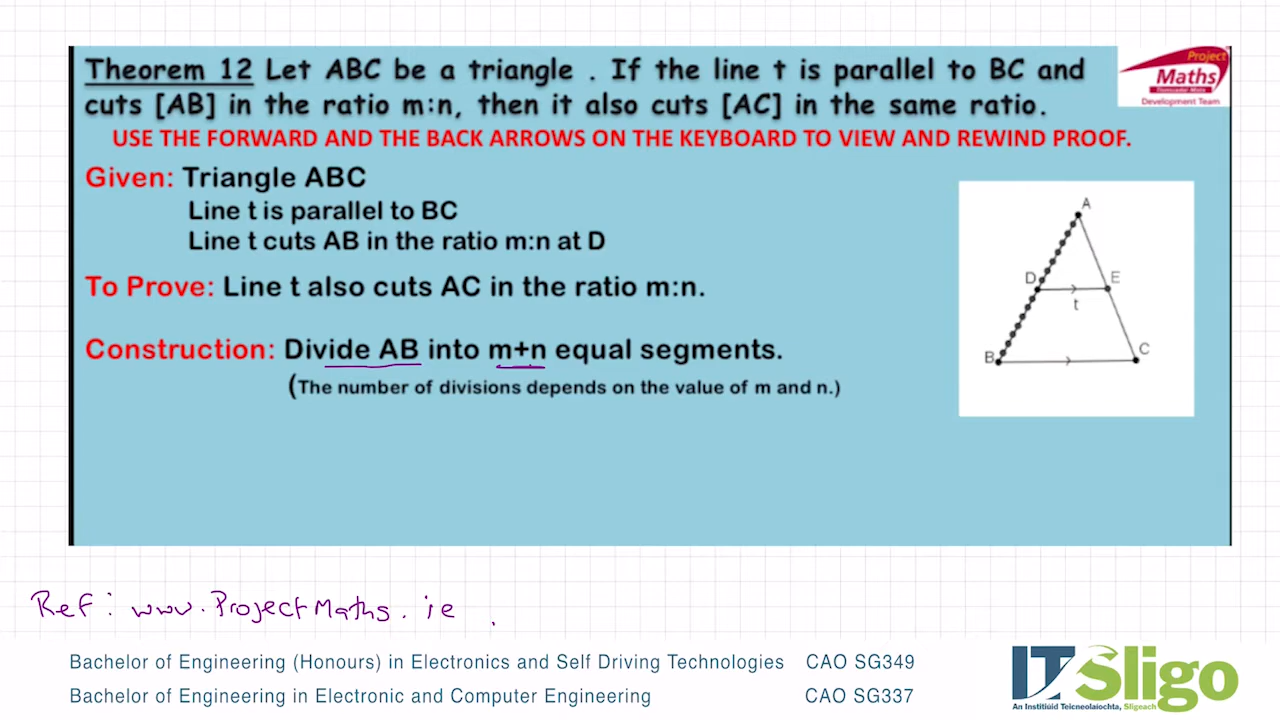 Theorem 12 Let ABC be a triangle . If the line t is parallel to BC and
cuts [AB] in the ratio m:n, then it also cuts [AC] in the same ratio.
Project
Maths
Development Team
USE THE FORWARD AND THE BACK ARROWS ON THE KEYBOARD TO VIEW AND REWIND PROOF.
Given: Triangle ABC
Line t is parallel to BC
Line t cuts AB in the ratio m:n at D
To Prove: Line t also cuts AC in the ratio m:n.
Construction: Divide AB into m+n equal segments.
(The number of divisions depends on the value of m and n.)
A
D
E
t
B
C
Ref: www.ProjectMaths.ie
Bachelor of Engineering (Honours) in Electronics and Self Driving Technologies CAO SG349
Bachelor of Engineering in Electronic and Computer Engineering CAO SG337
IT Sligo
An Institiúid Teicneolaíochta, Sligeach